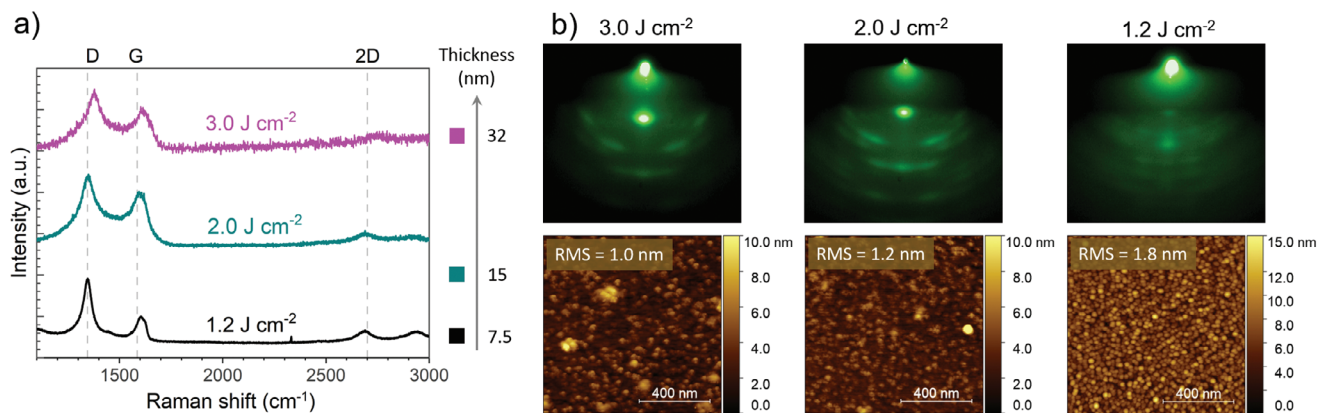 a)
D
G
2D
Thickness
(nm)
3.0 J cm⁻²
32
2.0 J cm⁻²
15
1.2 J cm⁻²
7.5
Intensity (a.u.)
1500
2000
2500
3000
Raman shift (cm⁻¹)
b)
3.0 J cm⁻²
2.0 J cm⁻²
1.2 J cm⁻²
RMS = 1.0 nm
400 nm
10.0 nm
8.0
6.0
4.0
2.0
0.0
RMS = 1.2 nm
400 nm
10.0 nm
8.0
6.0
4.0
2.0
0.0
RMS = 1.8 nm
400 nm
15.0 nm
12.0
10.0
8.0
6.0
4.0
2.0
0.0